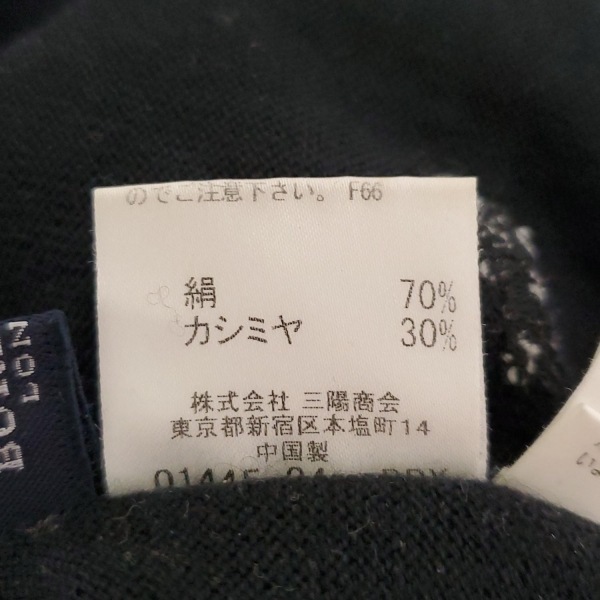 のでご注意下さい。 F66
絹 70%
カシミヤ 30%
株式会社 三陽商会
東京都新宿区本塩町14
中国製